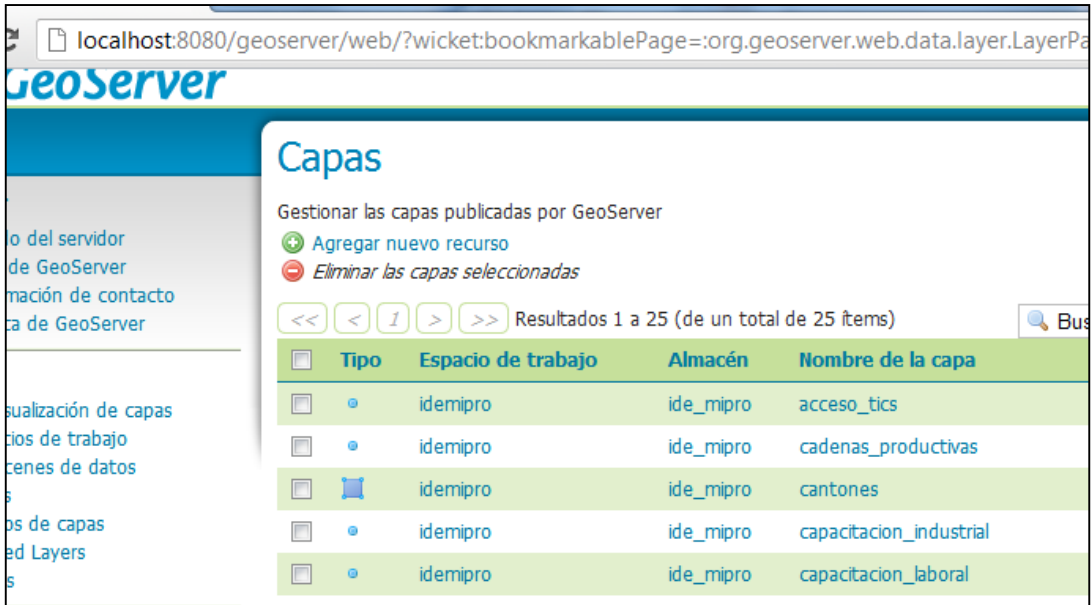 localhost:8080/geoserver/web/?wicket:bookmarkablePage=:org.geoserver.web.data.layer.LayerPa
GeoServer
Capas
Gestionar las capas publicadas por GeoServer
Agregar nuevo recurso
Eliminar las capas seleccionadas
<< < 1 > >> Resultados 1 a 25 (de un total de 25 ítems) Bus
Tipo Espacio de trabajo Almacén Nombre de la capa
idemipro ide_mipro acceso_tics
idemipro ide_mipro cadenas_productivas
idemipro ide_mipro cantones
idemipro ide_mipro capacitacion_industrial
idemipro ide_mipro capacitacion_laboral
lo del servidor
de GeoServer
mación de contacto
ca de GeoServer
sualización de capas
cios de trabajo
cenes de datos
s
os de capas
ed Layers
s